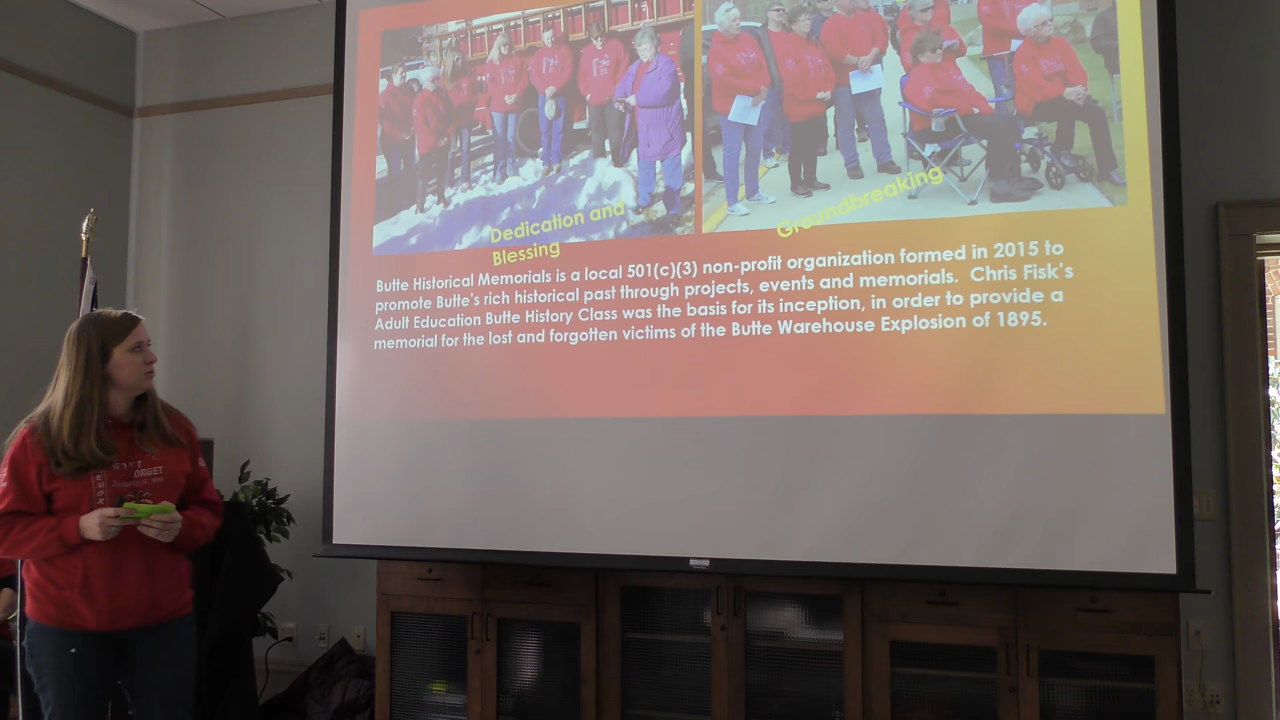 Dedication and
Blessing
Groundbreaking
Butte Historical Memorials is a local 501(c)(3) non-profit organization formed in 2015 to
promote Butte's rich historical past through projects, events and memorials. Chris Fisk's
Adult Education Butte History Class was the basis for its inception, in order to provide a
memorial for the lost and forgotten victims of the Butte Warehouse Explosion of 1895.
ORGET